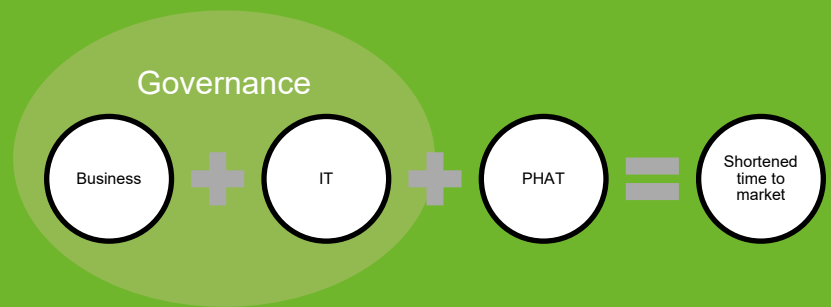 Governance
Business
IT
PHAT
Shortened
time to
market